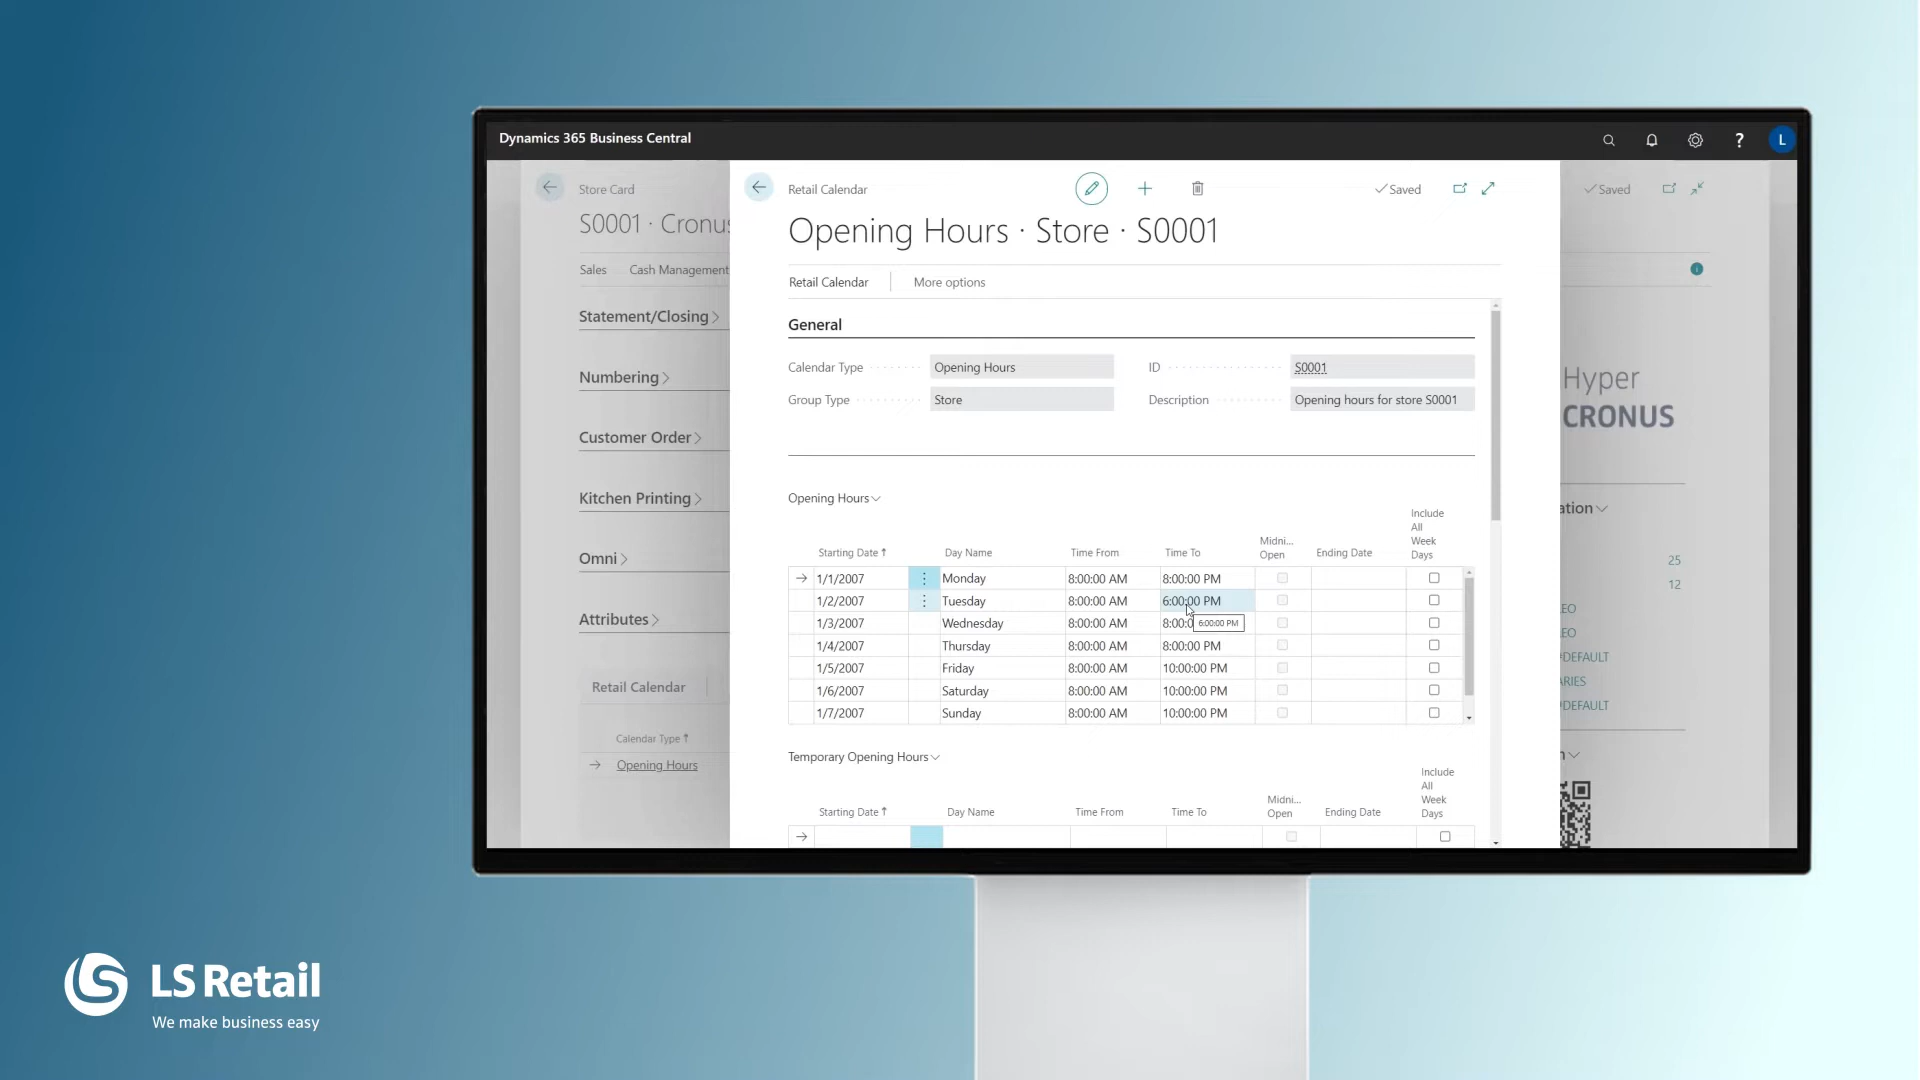 Dynamics 365 Business Central
?
L
Store Card
Retail Calendar
Saved
Saved
S0001 · Cronus
Opening Hours · Store · S0001
Sales Cash Management
Retail Calendar More options
Statement/Closing
General
Calendar Type Opening Hours ID S0001
Group Type Store Description Opening hours for store S0001
Numbering
Hyper
CRONUS
Customer Order
Kitchen Printing
Opening Hours
ation
Starting Date Day Name Time From Time To Midni... Open Ending Date Include All Week Days
Omni
25
12
1/1/2007 Monday 8:00:00 AM 8:00:00 PM
1/2/2007 Tuesday 8:00:00 AM 6:00:00 PM
1/3/2007 Wednesday 8:00:00 AM 8:00:0
6:00:00 PM
1/4/2007 Thursday 8:00:00 AM 8:00:00 PM
1/5/2007 Friday 8:00:00 AM 10:00:00 PM
1/6/2007 Saturday 8:00:00 AM 10:00:00 PM
1/7/2007 Sunday 8:00:00 AM 10:00:00 PM
Attributes
EO
EO
DEFAULT
ARIES
DEFAULT
Retail Calendar
Calendar Type
Opening Hours
Temporary Opening Hours
Starting Date Day Name Time From Time To Midni... Open Ending Date Include All Week Days
LS Retail
We make business easy